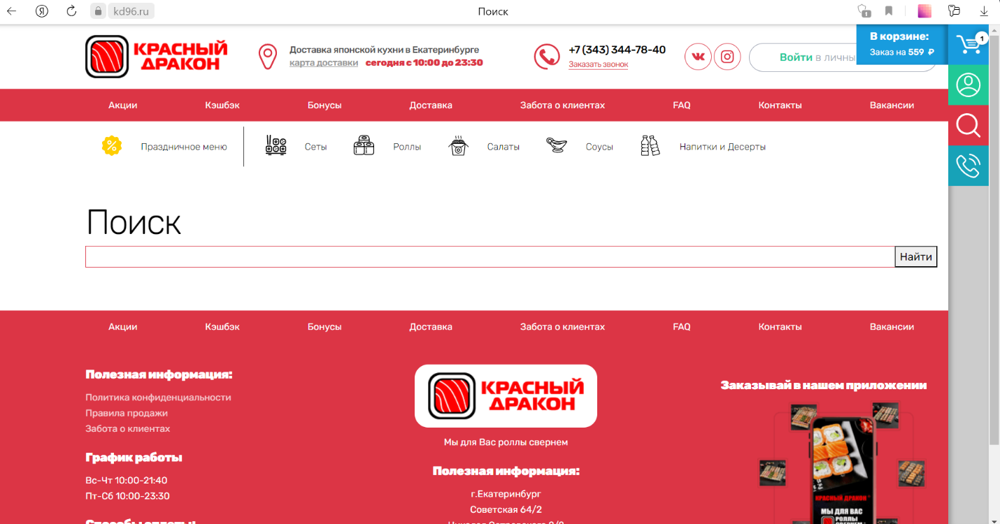 kd96.ru
Поиск
1
КРАСНЫЙ
ДРАКОН
Доставка японской кухни в Екатеринбурге
карта доставки сегодня с 10:00 до 23:30
+7 (343) 344-78-40
Заказать звонок
Войти в личны
В корзине:
Заказ на 559 ₽
1
Акции Кэшбэк Бонусы Доставка Забота о клиентах FAQ Контакты Вакансии
Праздничное меню Сеты Роллы Салаты Соусы Напитки и Десерты
Поиск
Найти
Акции Кэшбэк Бонусы Доставка Забота о клиентах FAQ Контакты Вакансии
Полезная информация:
Политика конфиденциальности
Правила продажи
Забота о клиентах
График работы
Вс-Чт 10:00-21:40
Пт-Сб 10:00-23:30
Способы оплаты!
КРАСНЫЙ
ДРАКОН
Мы для Вас роллы свернем
Полезная информация:
г.Екатеринбург
Советская 64/2
Заказывай в нашем приложении
КРАСНЫЙ ДРАКОН
МЫ ДЛЯ ВАС
РОЛЛЫ
СВЕРНЕМ